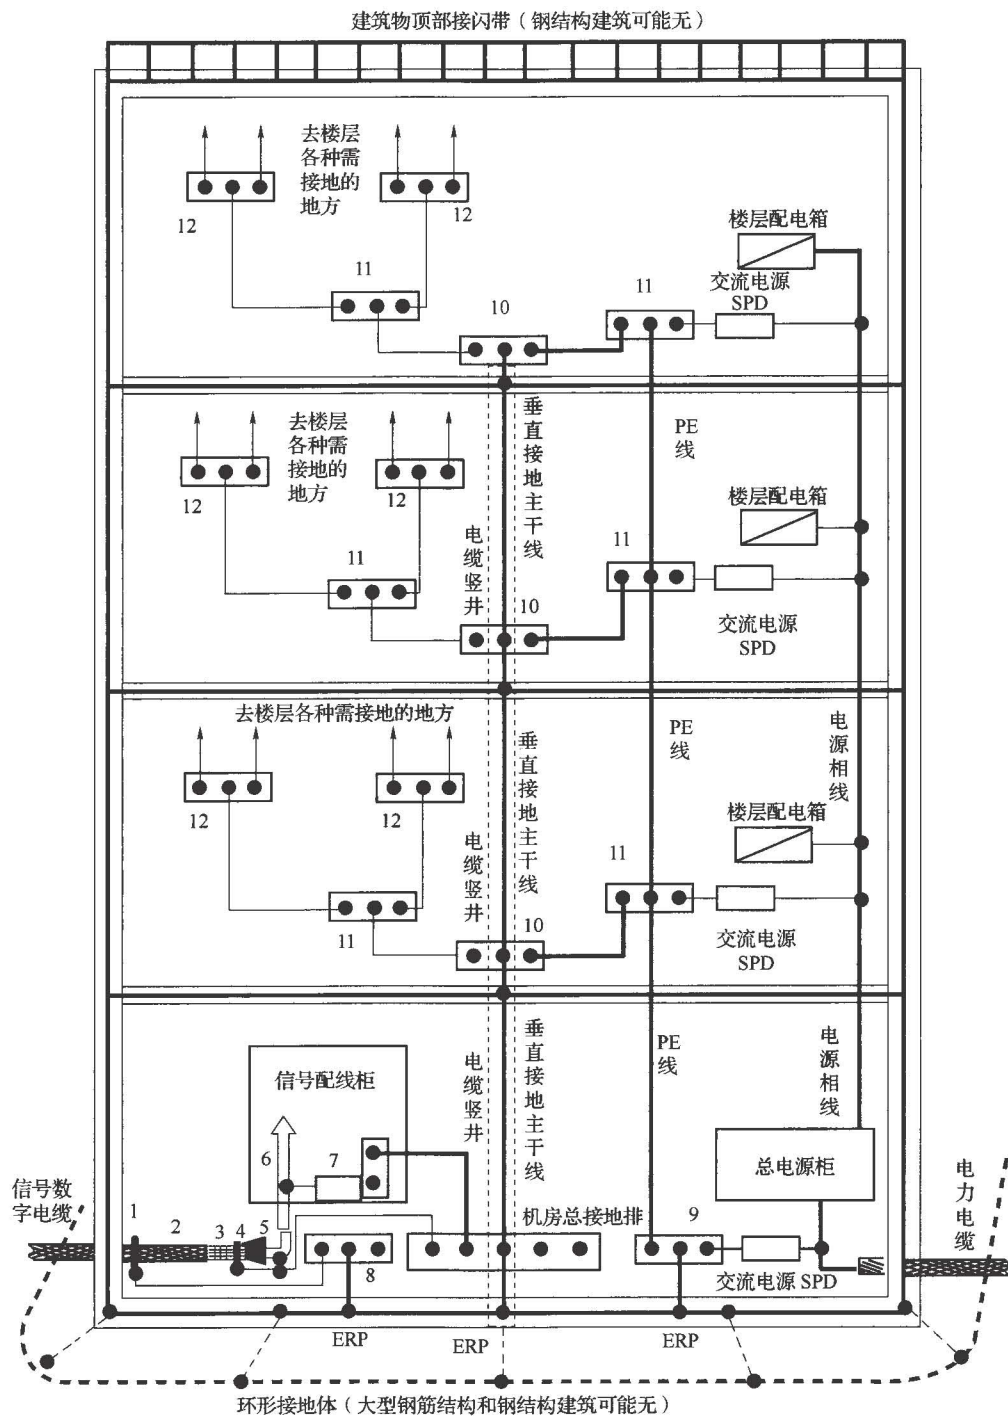 建筑物顶部接闪带（钢结构建筑可能无）
去楼层
各种需
接地的
地方
12
12
楼层配电箱
11
11
交流电源
SPD
10
去楼层
各种需
接地的
地方
垂直接地主干线
PE
线
12
12
楼层配电箱
电缆竖井
11
11
10
交流电源
SPD
去楼层各种需接地的地方
垂直接地主干线
PE
线
电源相线
12
12
楼层配电箱
电缆竖井
11
11
10
交流电源
SPD
垂直接地主干线
PE
线
电源相线
电缆竖井
信号配线柜
总电源柜
6
7
信号数
字电缆
电力电缆
1
2
3
4
5
机房总接地排
9
8
交流电源 SPD
ERP
ERP
ERP
环形接地体（大型钢筋结构和钢结构建筑可能无）